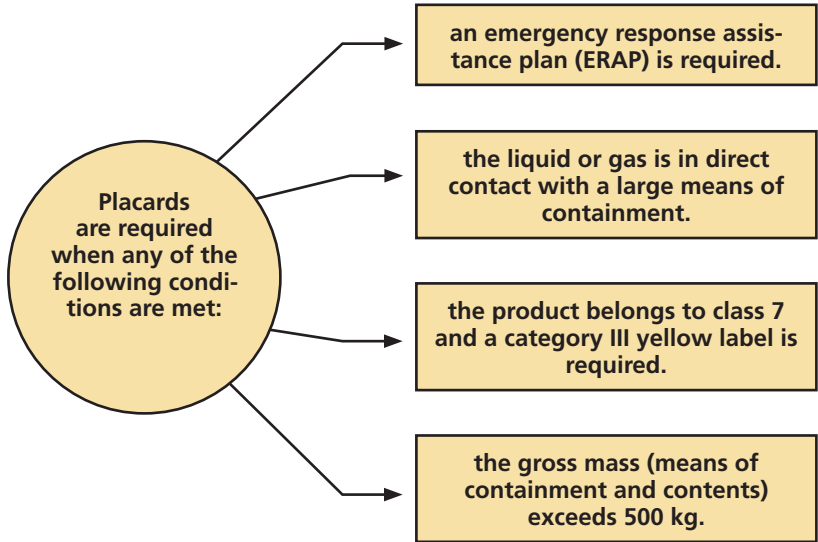 an emergency response assis-
tance plan (ERAP) is required.
the liquid or gas is in direct
contact with a large means of
containment.
Placards
are required
when any of the
following condi-
tions are met:
the product belongs to class 7
and a category III yellow label is
required.
the gross mass (means of
containment and contents)
exceeds 500 kg.